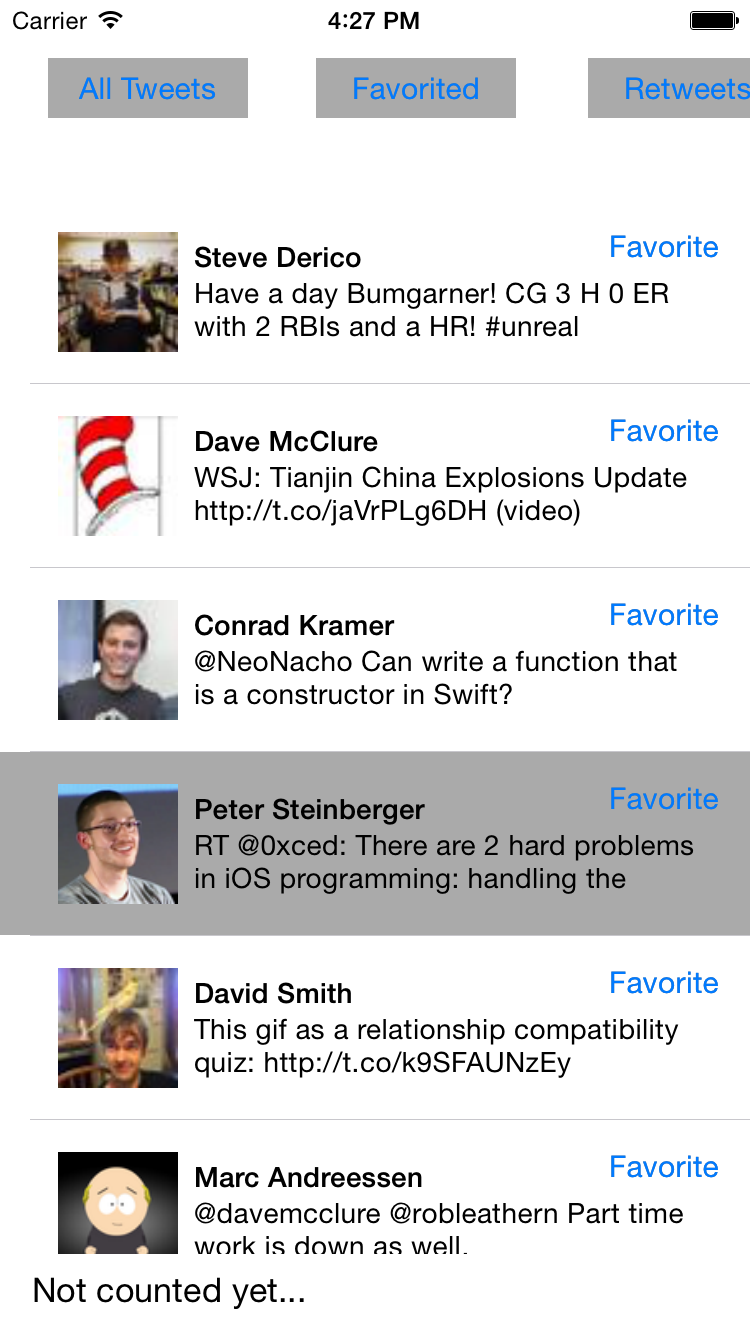 Carrier 4:27 PM
All Tweets Favorited Retweets
Steve Derico Favorite
Have a day Bumgarner! CG 3 H 0 ER
with 2 RBIs and a HR! #unreal
Dave McClure Favorite
WSJ: Tianjin China Explosions Update
http://t.co/jaVrPLg6DH (video)
Conrad Kramer Favorite
@NeoNacho Can write a function that
is a constructor in Swift?
Peter Steinberger Favorite
RT @0xced: There are 2 hard problems
in iOS programming: handling the
David Smith Favorite
This gif as a relationship compatibility
quiz: http://t.co/k9SFAUNzEy
Marc Andreessen Favorite
@davemcclure @robleathern Part time
work is down as well.
Not counted yet...